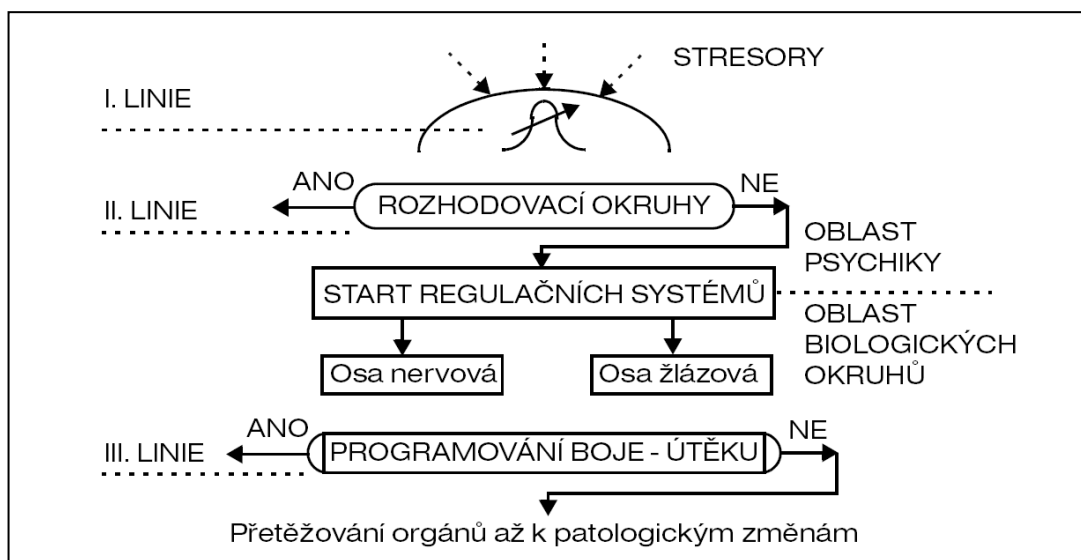 STRESORY
I. LINIE
ANO
NE
ROZHODOVACÍ OKRUHY
II. LINIE
OBLAST
PSYCHIKY
START REGULAČNÍCH SYSTÉMŮ
OBLAST
BIOLOGICKÝCH
OKRUHŮ
Osa nervová
Osa žlázová
ANO
NE
III. LINIE
PROGRAMOVÁNÍ BOJE - ÚTĚKU
Přetěžování orgánů až k patologickým změnám